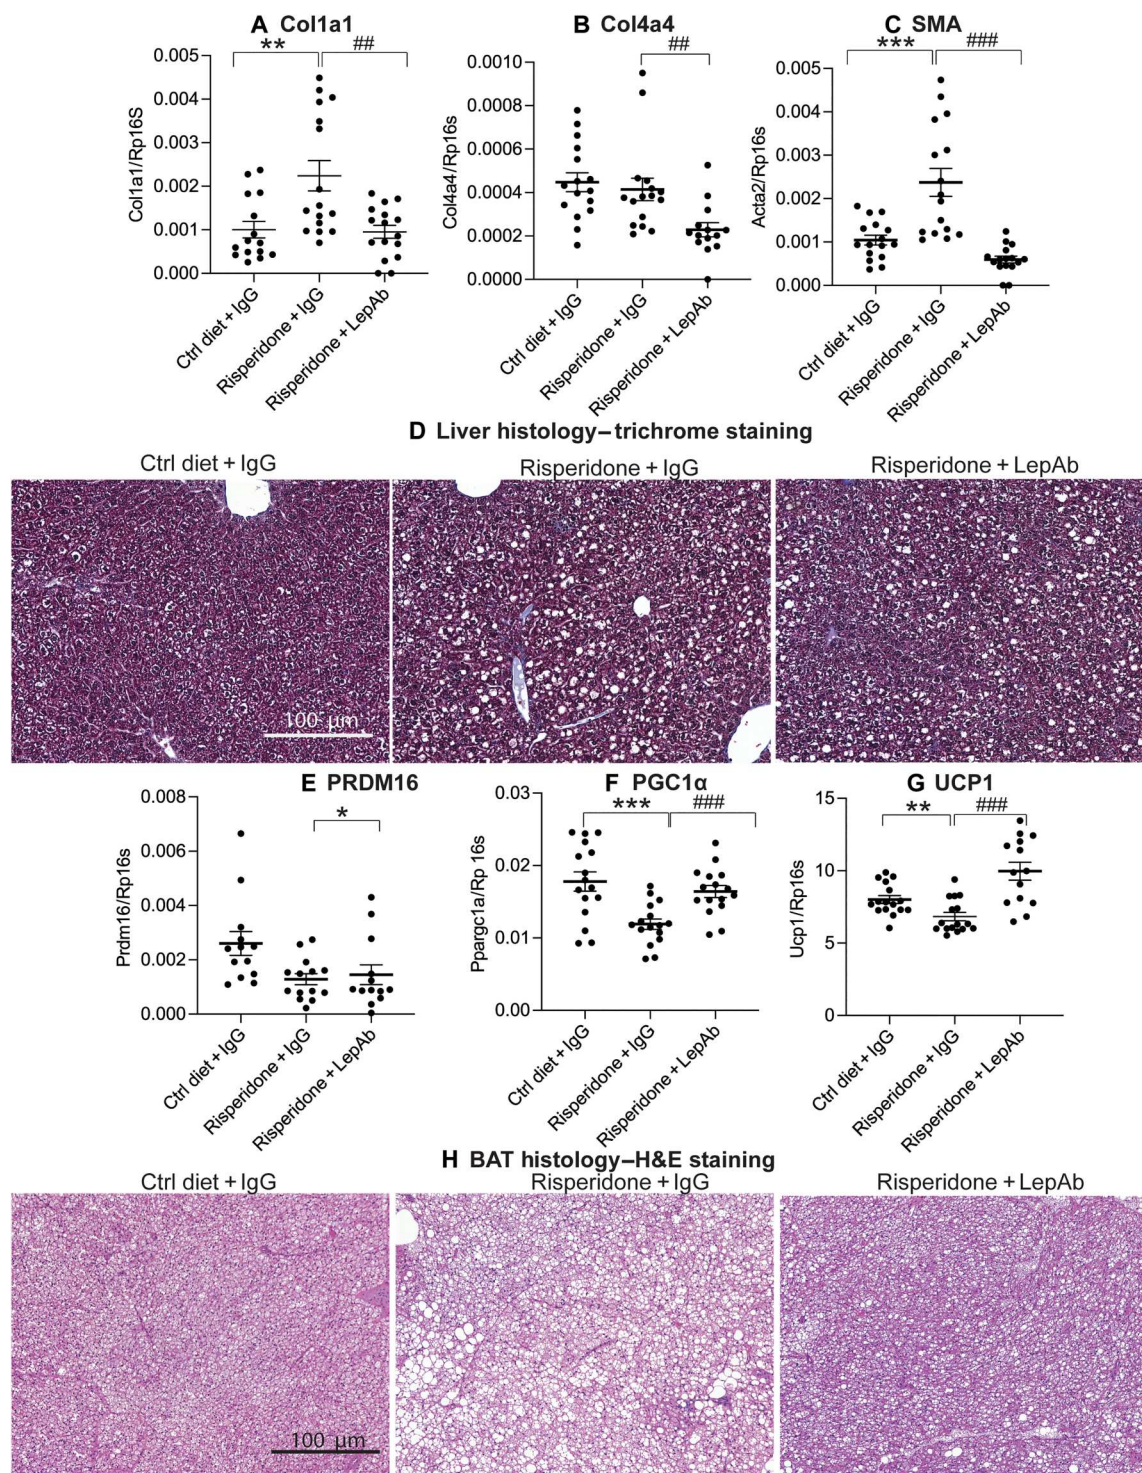 A Col1a1
B Col4a4
C SMA
** ##
##
*** ###
Col1a1/Rp16S
0.005
0.004
0.003
0.002
0.001
0.000
Ctrl diet + IgG
Risperidone + IgG
Risperidone + LepAb
Col4a4/Rp16s
0.0010
0.0008
0.0006
0.0004
0.0002
0.0000
Ctrl diet + IgG
Risperidone + IgG
Risperidone + LepAb
Acta2/Rp16s
0.005
0.004
0.003
0.002
0.001
0.000
Ctrl diet + IgG
Risperidone + IgG
Risperidone + LepAb
D Liver histology–trichrome staining
Ctrl diet + IgG
Risperidone + IgG
Risperidone + LepAb
100 µm
E PRDM16
F PGC1α
G UCP1
*
*** ###
** ###
Prdm16/Rp16s
0.008
0.006
0.004
0.002
0.000
Ctrl diet + IgG
Risperidone + IgG
Risperidone + LepAb
Ppargc1a/Rp 16s
0.03
0.02
0.01
0.00
Ctrl diet + IgG
Risperidone + IgG
Risperidone + LepAb
Ucp1/Rp16s
15
10
5
0
Ctrl diet + IgG
Risperidone + IgG
Risperidone + LepAb
H BAT histology–H&E staining
Ctrl diet + IgG
Risperidone + IgG
Risperidone + LepAb
100 µm